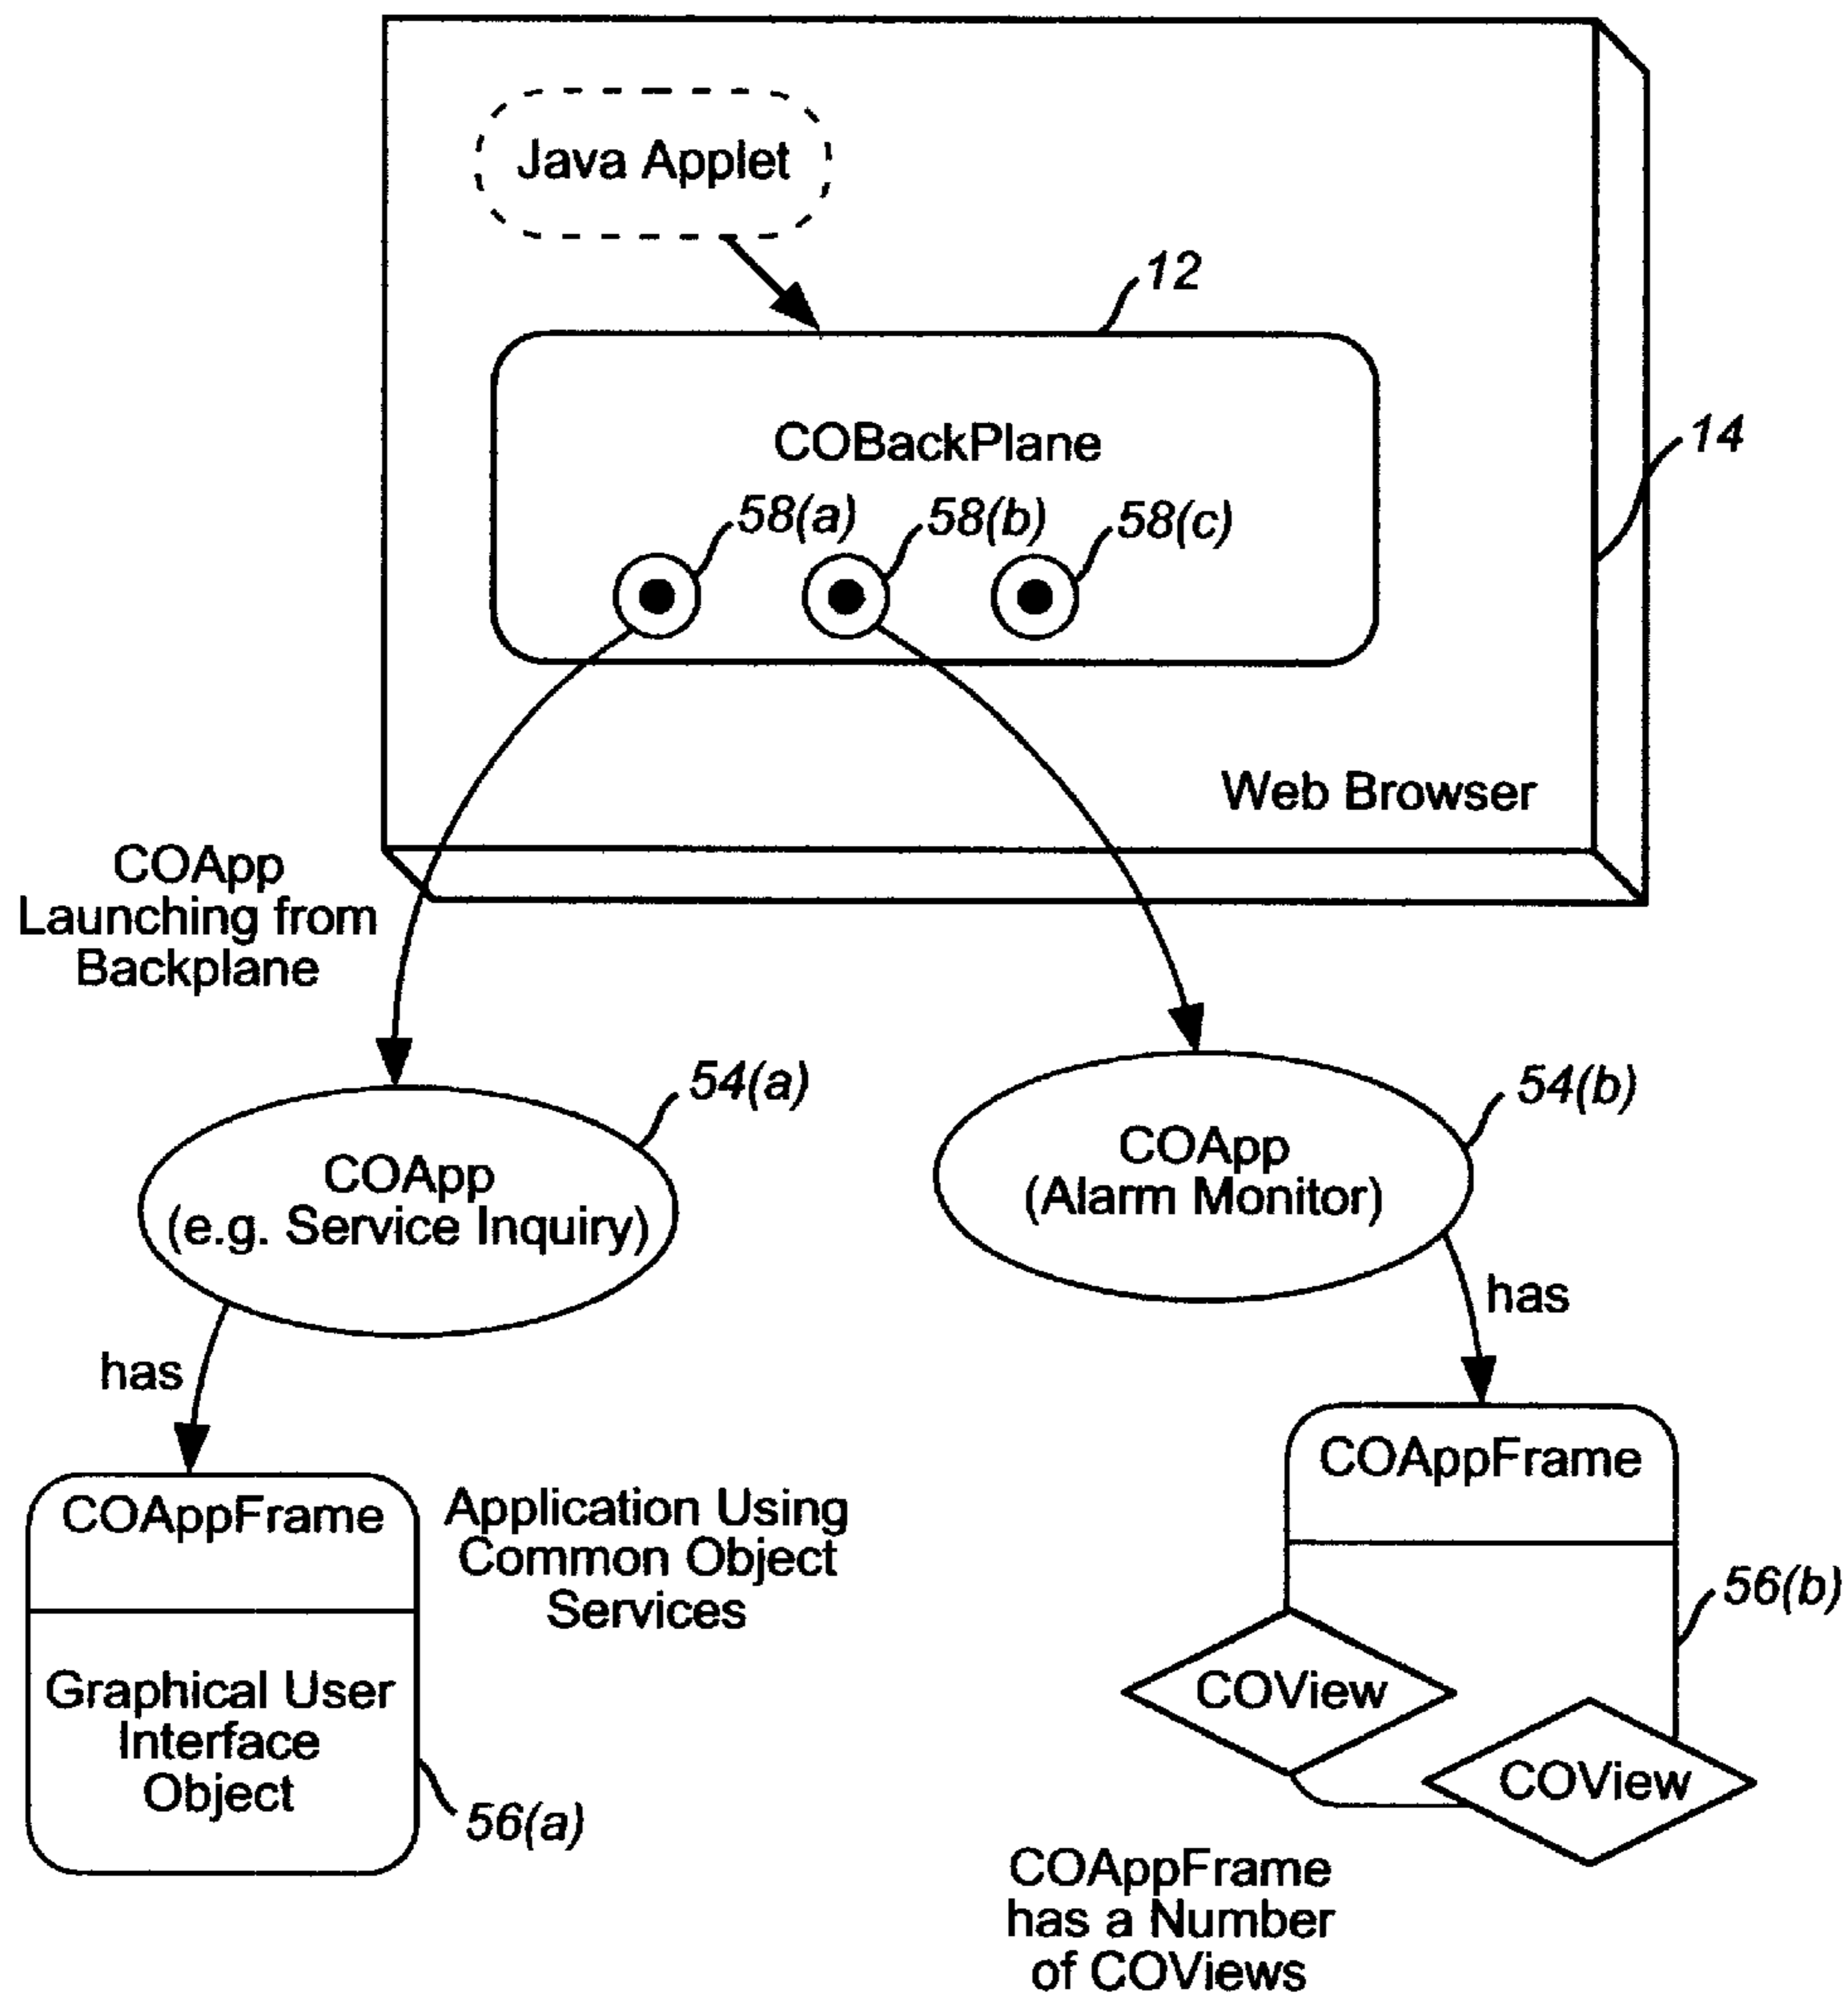 Java Applet
12
COBackPlane
14
58(a)
58(b)
58(c)
Web Browser
COApp
Launching from
Backplane
54(a)
54(b)
COApp
(e.g. Service Inquiry)
COApp
(Alarm Monitor)
has
has
COAppFrame
Graphical User
Interface
Object
56(a)
Application Using
Common Object
Services
COAppFrame
56(b)
COView
COView
COAppFrame
has a Number
of COViews